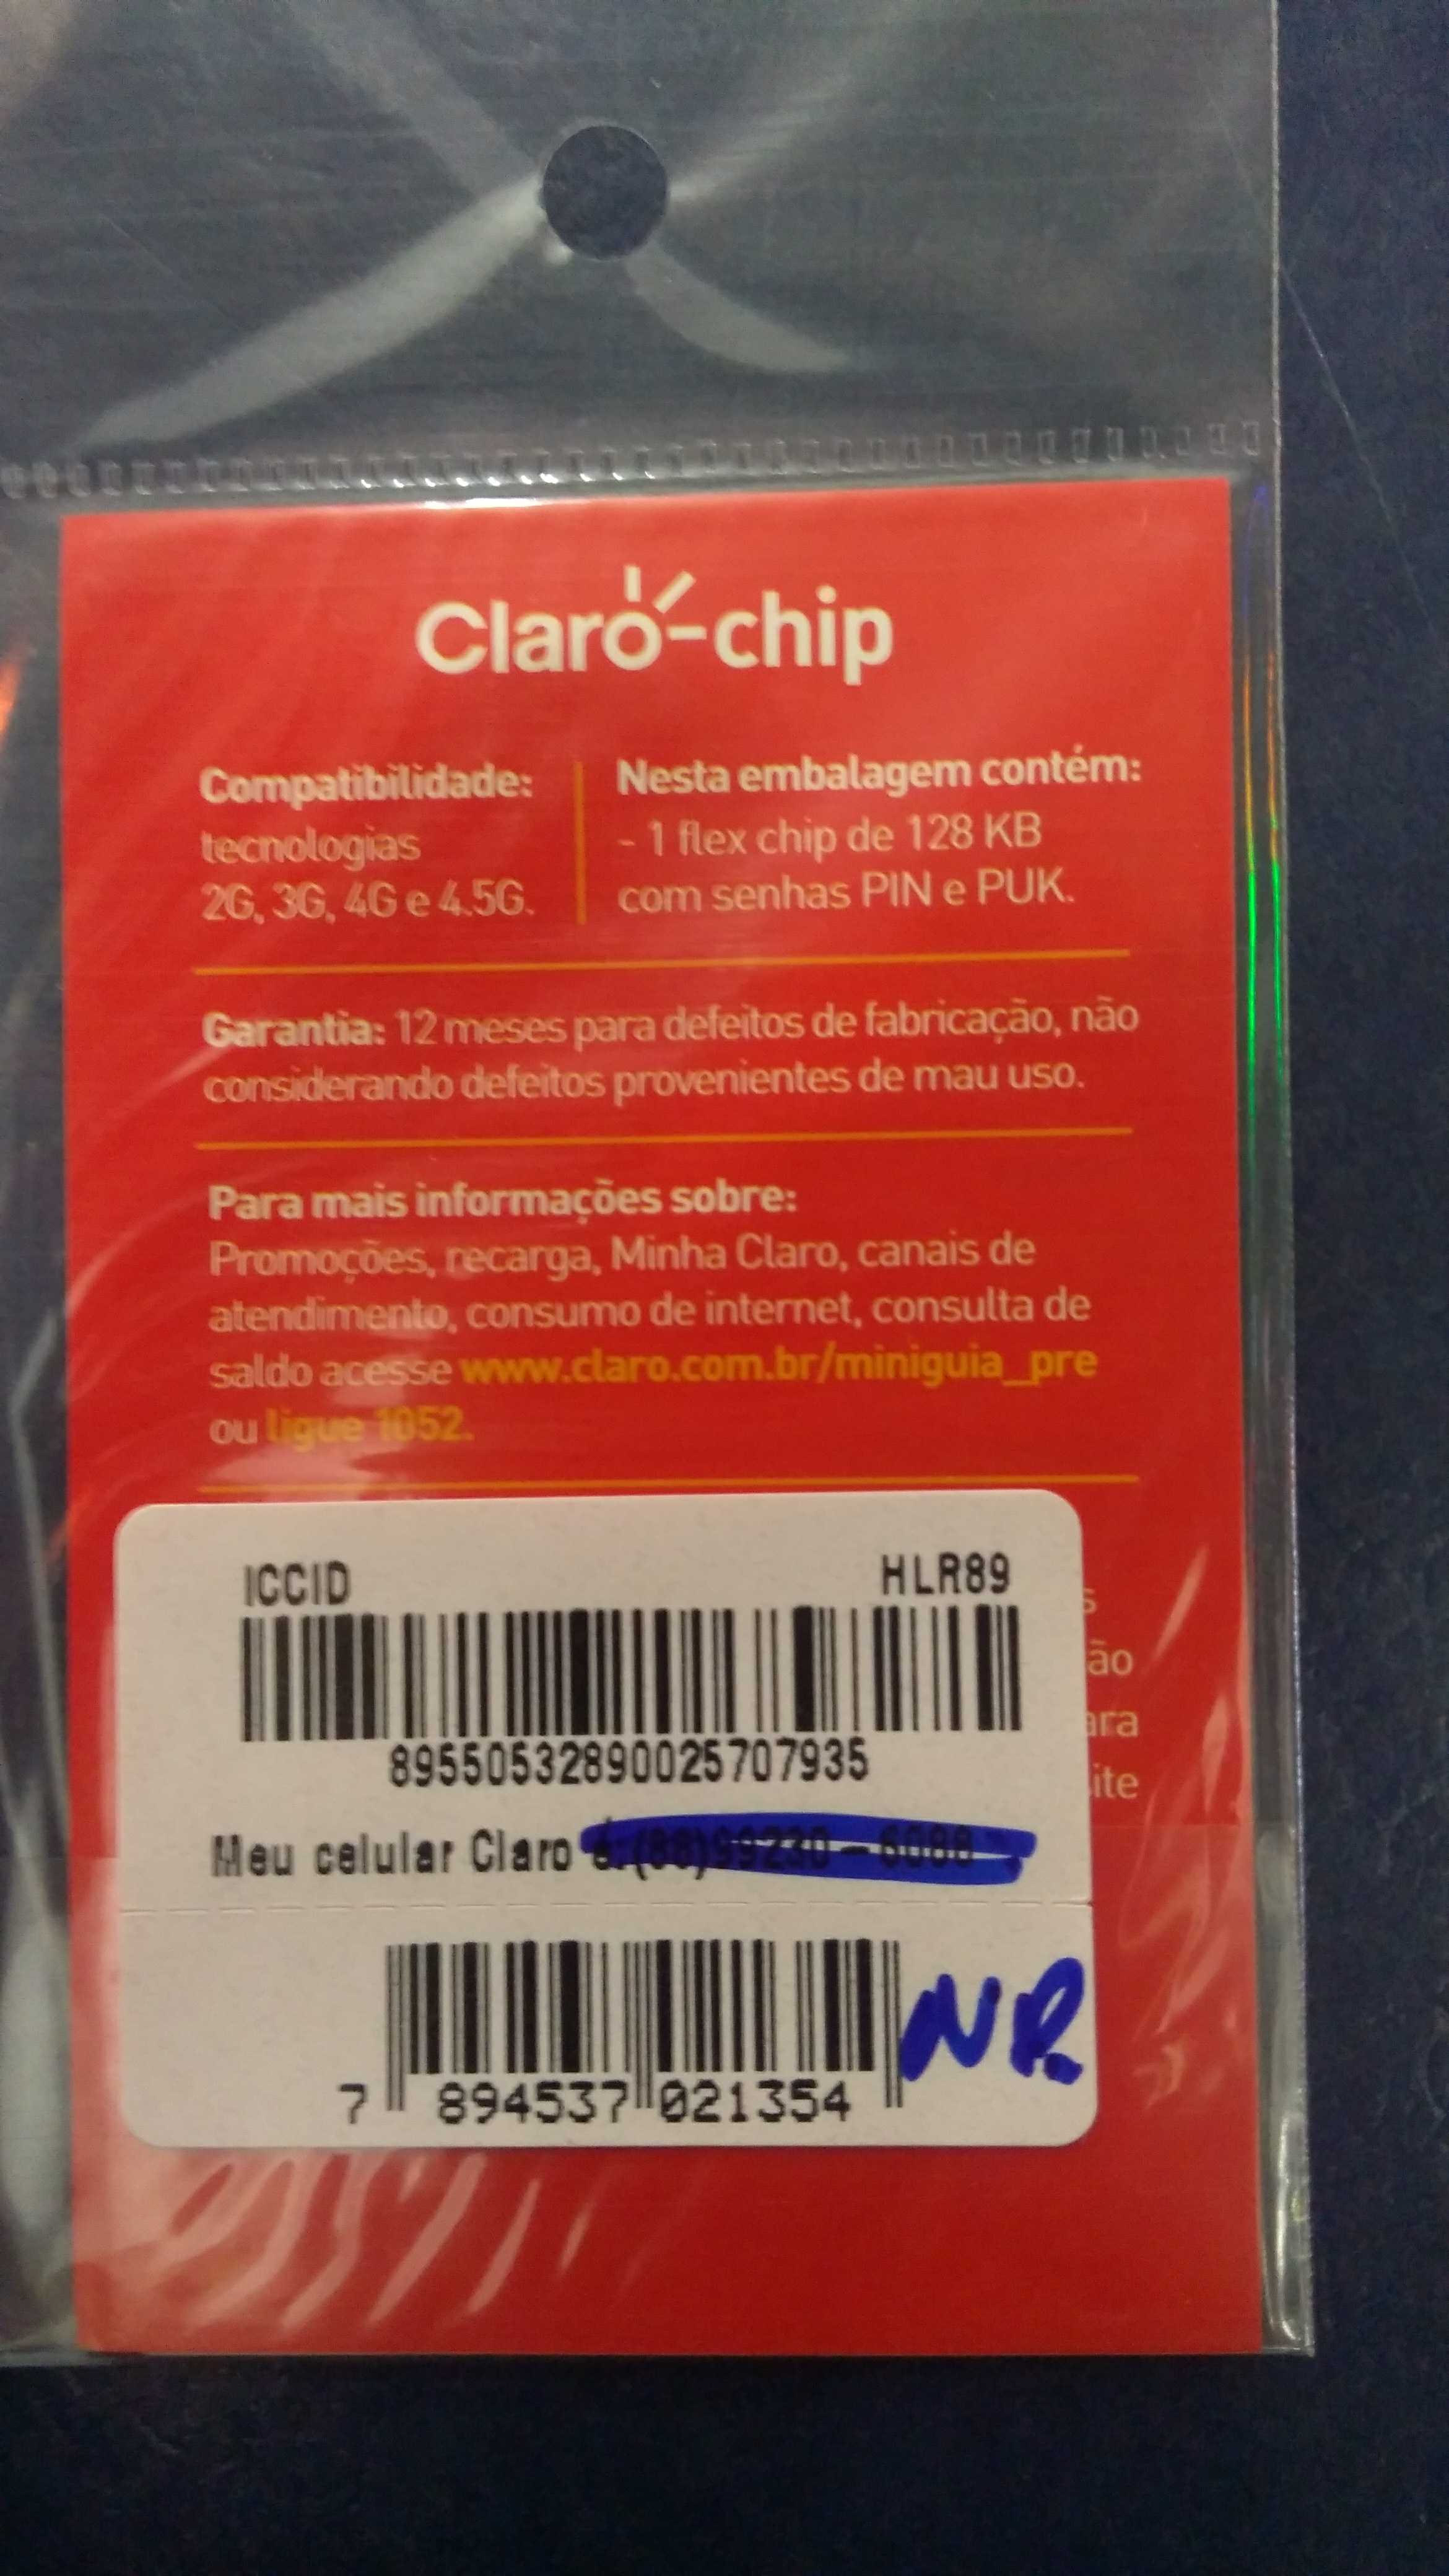 Claro-chip
Compatibilidade:
tecnologias
2G, 3G, 4G e 4.5G.
Nesta embalagem contém:
- 1 flex chip de 128 KB
com senhas PIN e PUK.
Garantia: 12 meses para defeitos de fabricação, não
considerando defeitos provenientes de mau uso.
Para mais informações sobre:
Promoções, recarga, Minha Claro, canais de
atendimento, consumo de internet, consulta de
saldo acesse www.claro.com.br/miniguia_pre
ou ligue 1052.
ICCID
HLR89
89550532890025707935
Meu celular Claro
7 894537 021354
NR.